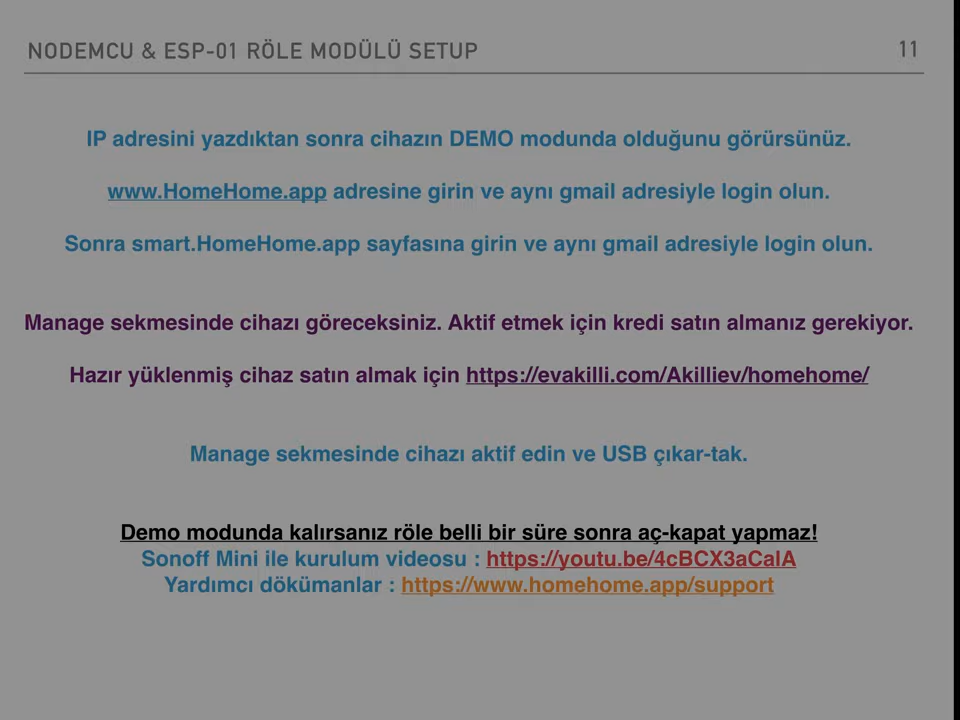 NODEMCU & ESP-01 RÖLE MODÜLÜ SETUP
11
IP adresini yazdıktan sonra cihazın DEMO modunda olduğunu görürsünüz.
www.HomeHome.app adresine girin ve aynı gmail adresiyle login olun.
Sonra smart.HomeHome.app sayfasına girin ve aynı gmail adresiyle login olun.
Manage sekmesinde cihazı göreceksiniz. Aktif etmek için kredi satın almanız gerekiyor.
Hazır yüklenmiş cihaz satın almak için https://evakilli.com/Akilliev/homehome/
Manage sekmesinde cihazı aktif edin ve USB çıkar-tak.
Demo modunda kalırsanız röle belli bir süre sonra aç-kapat yapmaz!
Sonoff Mini ile kurulum videosu : https://youtu.be/4cBCX3aCaIA
Yardımcı dökümanlar : https://www.homehome.app/support